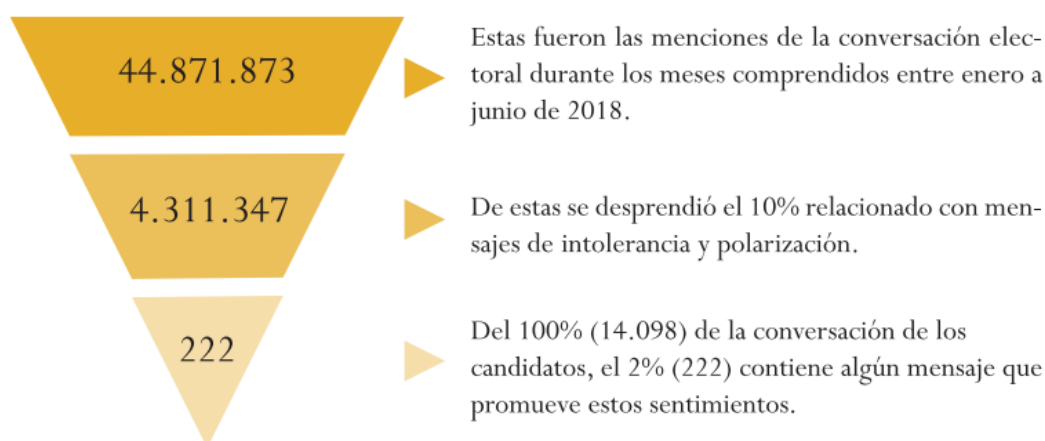 44.871.873
Estas fueron las menciones de la conversación elec-
toral durante los meses comprendidos entre enero a
junio de 2018.
4.311.347
De estas se desprendió el 10% relacionado con men-
sajes de intolerancia y polarización.
222
Del 100% (14.098) de la conversación de los
candidatos, el 2% (222) contiene algún mensaje que
promueve estos sentimientos.